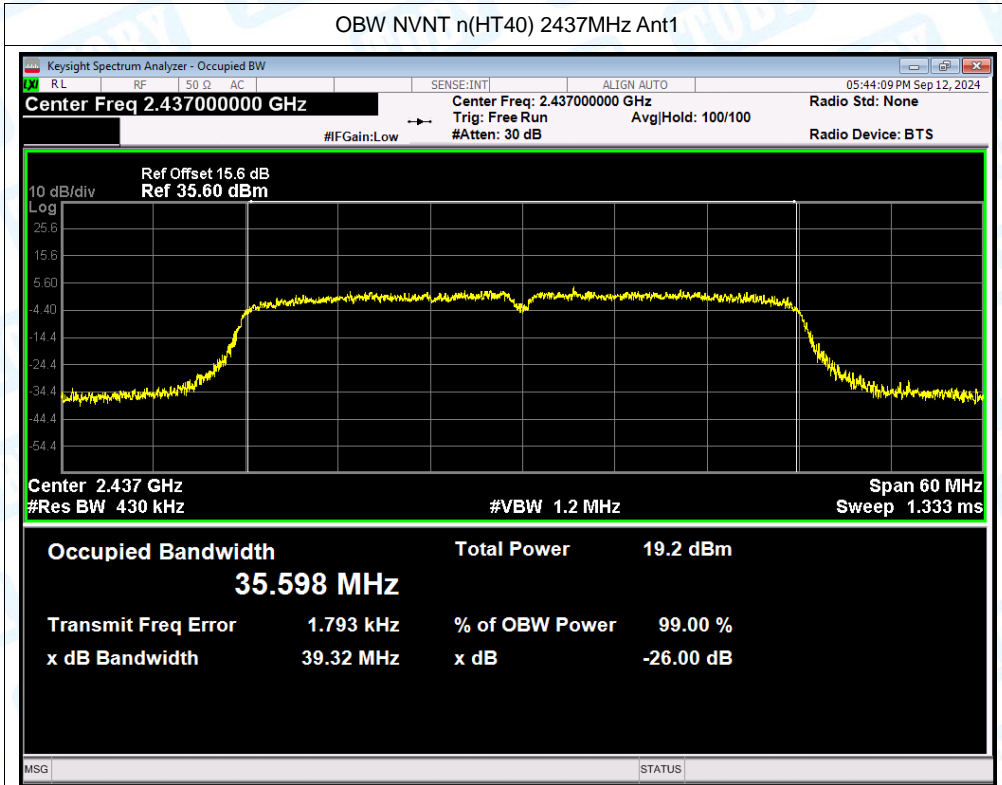 OBW NVNT n(HT40) 2437MHz Ant1
Keysight Spectrum Analyzer - Occupied BW
LXI RL RF 50 Ω AC SENSE:INT ALIGN AUTO 05:44:09 PM Sep 12, 2024
Center Freq 2.437000000 GHz Center Freq: 2.437000000 GHz Radio Std: None
Trig: Free Run Avg|Hold: 100/100
#IFGain:Low #Atten: 30 dB Radio Device: BTS
Ref Offset 15.6 dB
10 dB/div Ref 35.60 dBm
Log
25.6
15.6
5.60
-4.40
-14.4
-24.4
-34.4
-44.4
-54.4
Center 2.437 GHz Span 60 MHz
#Res BW 430 kHz #VBW 1.2 MHz Sweep 1.333 ms
Occupied Bandwidth Total Power 19.2 dBm
35.598 MHz
Transmit Freq Error 1.793 kHz % of OBW Power 99.00 %
x dB Bandwidth 39.32 MHz x dB -26.00 dB
MSG STATUS